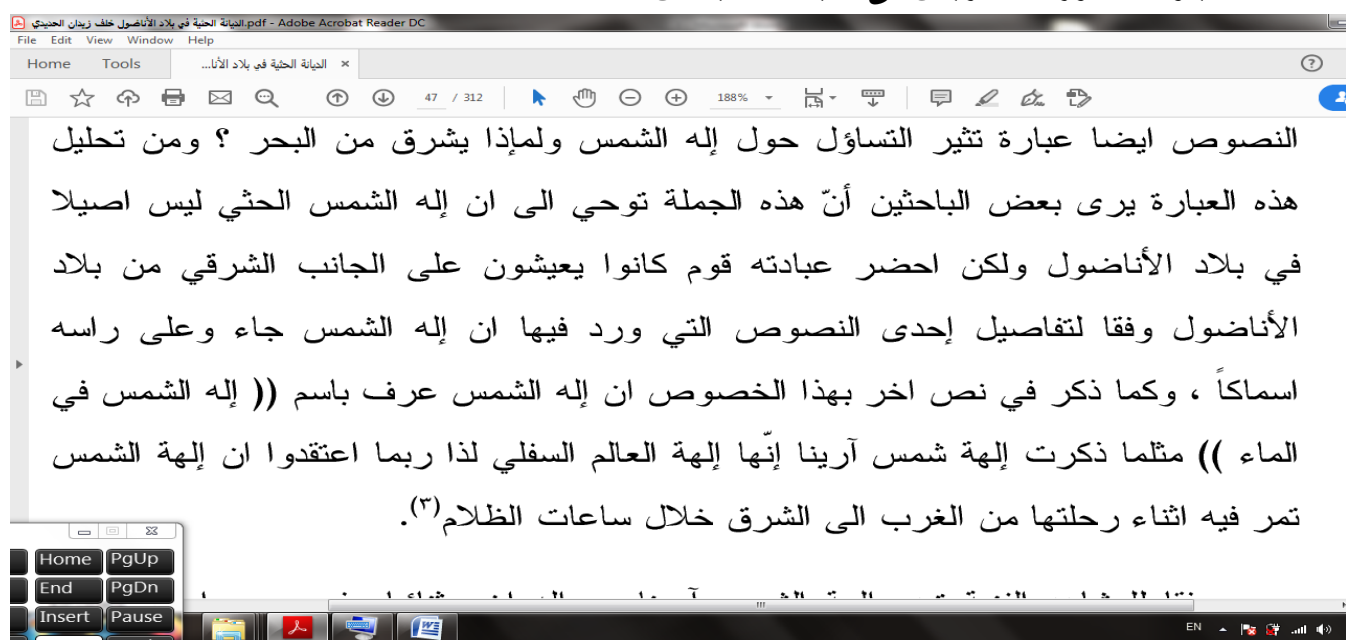 الديانة الحثية في بلاد الأناضول خلف زيدان الحديدي.pdf - Adobe Acrobat Reader DC
File Edit View Window Help
Home Tools الديانة الحثية في بلاد الأنا... ×
47 / 312 188%
النصوص ايضا عبارة تثير التساؤل حول إله الشمس ولمإذا يشرق من البحر ؟ ومن تحليل
هذه العبارة يرى بعض الباحثين أنّ هذه الجملة توحي الى ان إله الشمس الحثي ليس اصيلا
في بلاد الأناضول ولكن احضر عبادته قوم كانوا يعيشون على الجانب الشرقي من بلاد
الأناضول وفقا لتفاصيل إحدى النصوص التي ورد فيها ان إله الشمس جاء وعلى راسه
اسماكاً ، وكما ذكر في نص اخر بهذا الخصوص ان إله الشمس عرف باسم (( إله الشمس في
الماء )) مثلما ذكرت إلهة شمس آرينا إنّها إلهة العالم السفلي لذا ربما اعتقدوا ان إلهة الشمس
تمر فيه اثناء رحلتها من الغرب الى الشرق خلال ساعات الظلام(٣).
Home PgUp
End PgDn
Insert Pause
EN